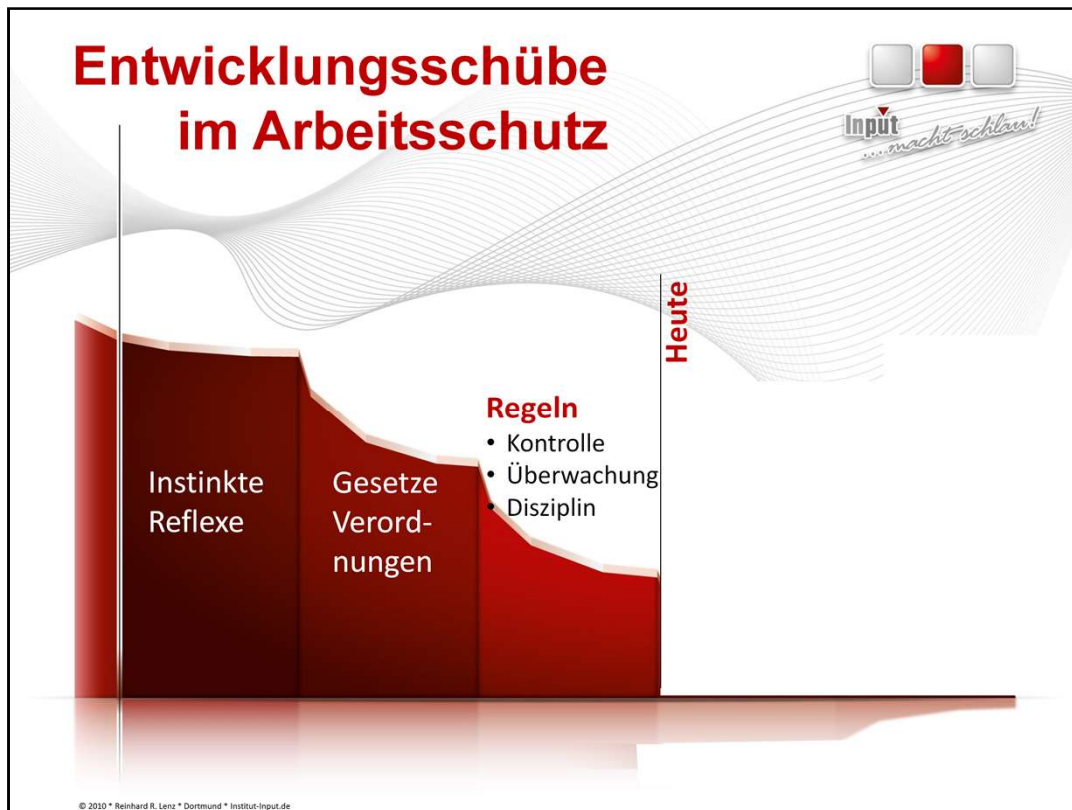 Entwicklungsschübe
im Arbeitsschutz
Input
...macht schlau!
Heute
Regeln
• Kontrolle
• Überwachung
• Disziplin
Instinkte
Reflexe
Gesetze
Verord-
nungen
© 2010 * Reinhard R. Lenz * Dortmund * Institut-Input.de